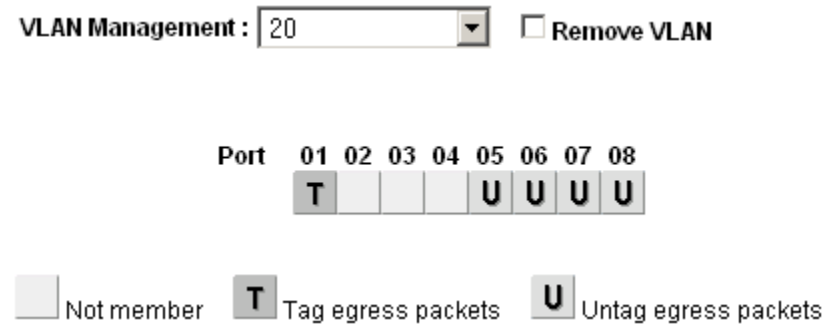 VLAN Management : 20 Remove VLAN
Port 01 02 03 04 05 06 07 08
T U U U U
Not member T Tag egress packets U Untag egress packets